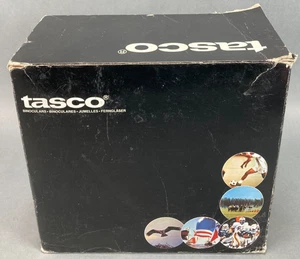 tasco®
tasco®
BINOCULARS • BINOCULARES • JUMELLES • FERNGLÄSER